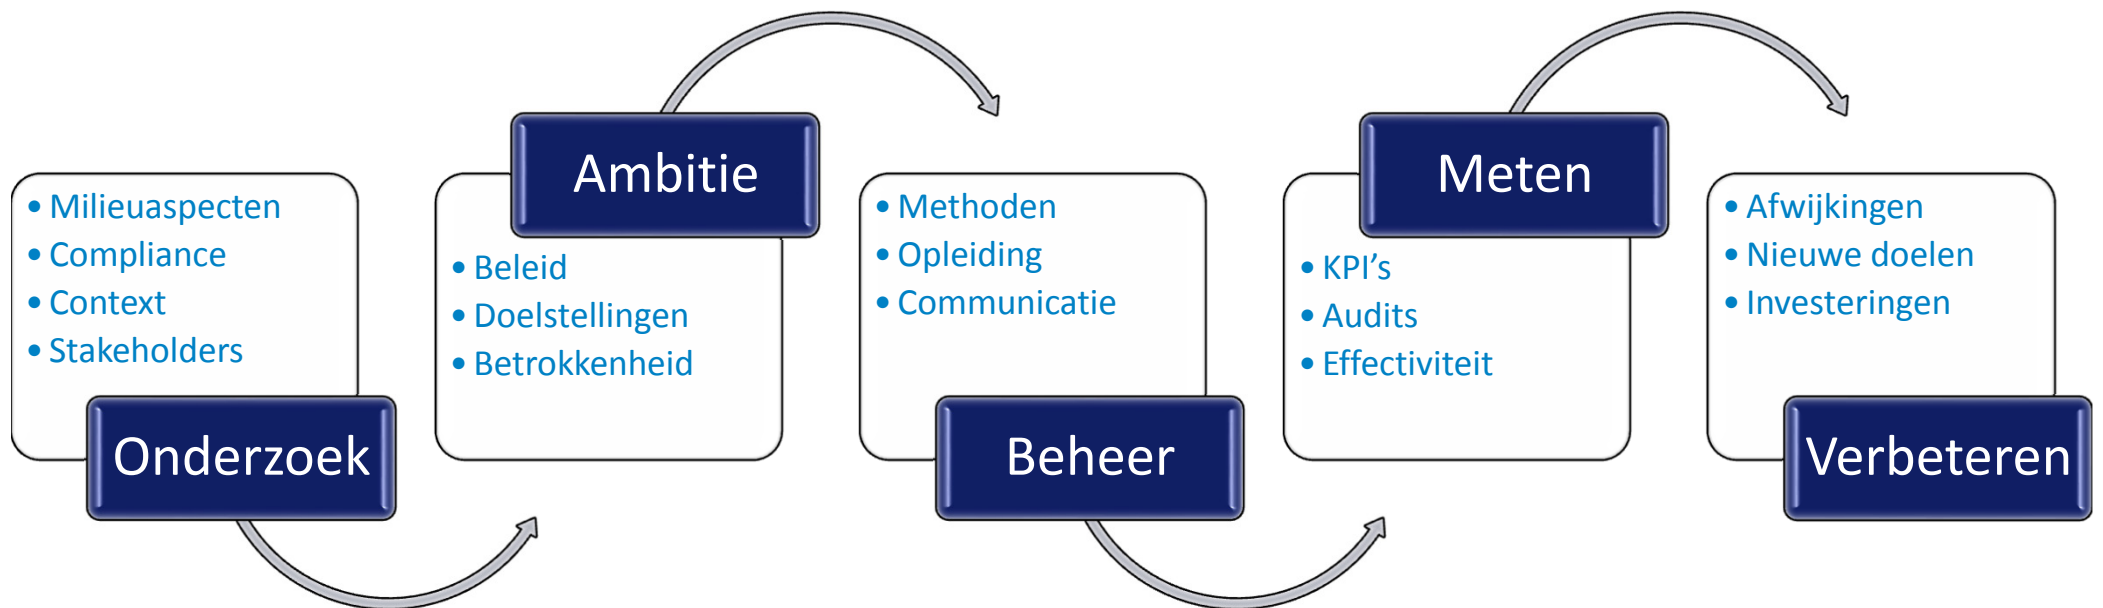 • Milieuaspecten
• Compliance
• Context
• Stakeholders
Onderzoek
Ambitie
• Beleid
• Doelstellingen
• Betrokkenheid
• Methoden
• Opleiding
• Communicatie
Beheer
Meten
• KPI’s
• Audits
• Effectiviteit
• Afwijkingen
• Nieuwe doelen
• Investeringen
Verbeteren